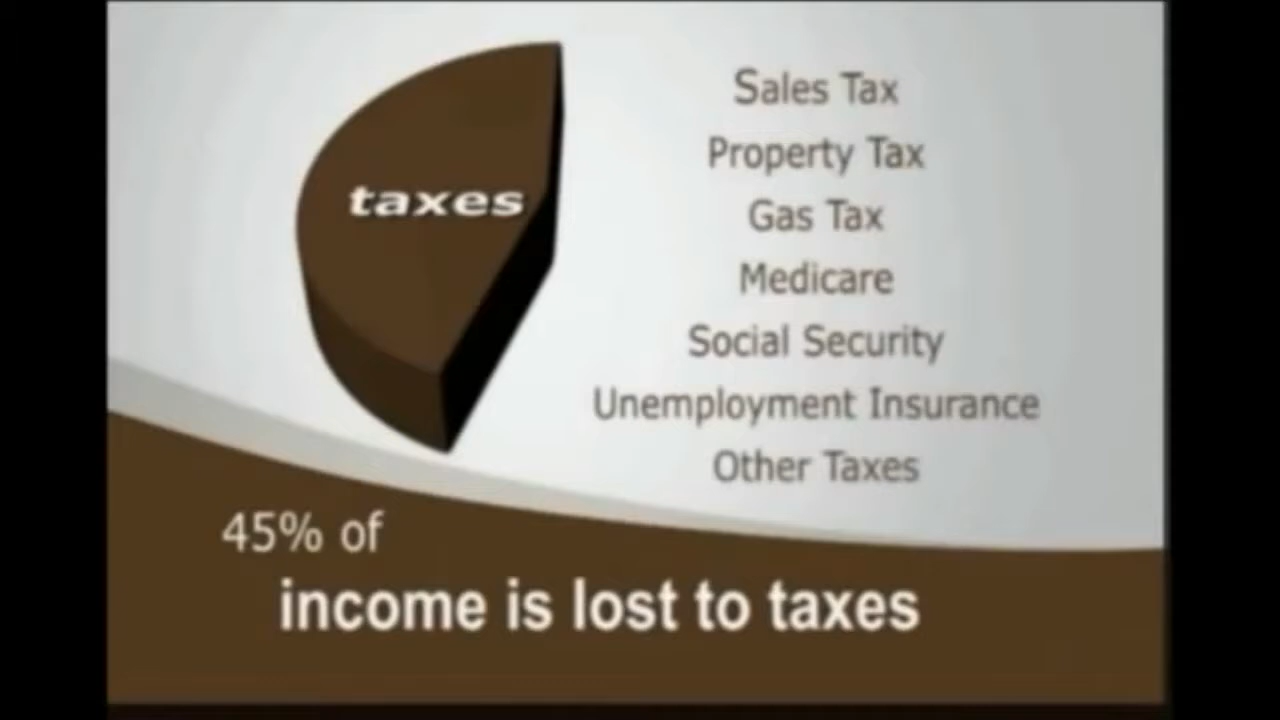 taxes
Sales Tax
Property Tax
Gas Tax
Medicare
Social Security
Unemployment Insurance
Other Taxes
45% of
income is lost to taxes